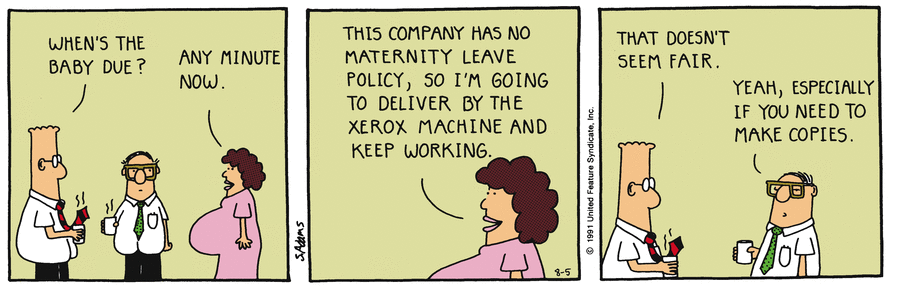 WHEN'S THE
BABY DUE?
ANY MINUTE
NOW.
S.Adams
THIS COMPANY HAS NO
MATERNITY LEAVE
POLICY, SO I'M GOING
TO DELIVER BY THE
XEROX MACHINE AND
KEEP WORKING.
8-5
© 1991 United Feature Syndicate, Inc.
THAT DOESN'T
SEEM FAIR.
YEAH, ESPECIALLY
IF YOU NEED TO
MAKE COPIES.